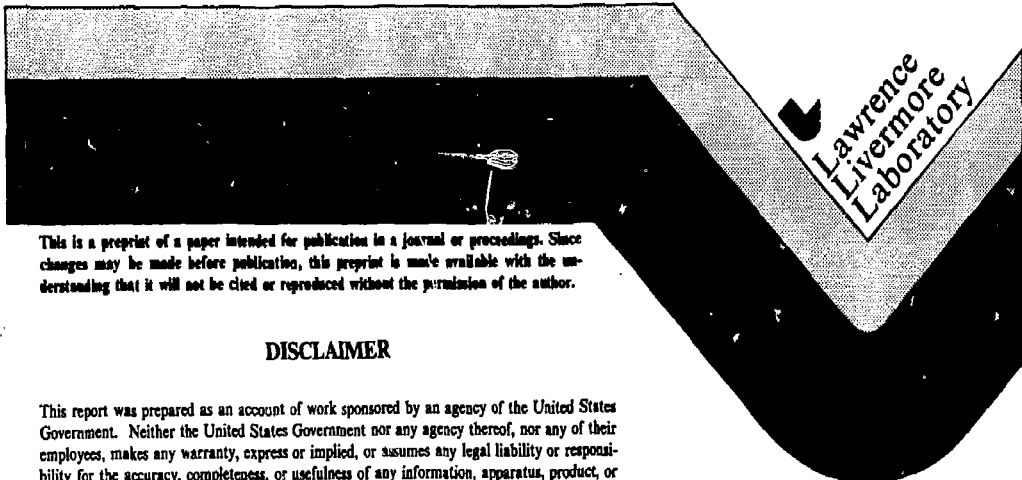 Lawrence
Livermore
Laboratory
This is a preprint of a paper intended for publication in a journal or proceedings. Since
changes may be made before publication, this preprint is made available with the un-
derstanding that it will not be cited or reproduced without the permission of the author.
DISCLAIMER
This report was prepared as an account of work sponsored by an agency of the United States
Government. Neither the United States Government nor any agency thereof, nor any of their
employees, makes any warranty, express or implied, or assumes any legal liability or responsi-
bility for the accuracy, completeness, or usefulness of any information, apparatus, product, or